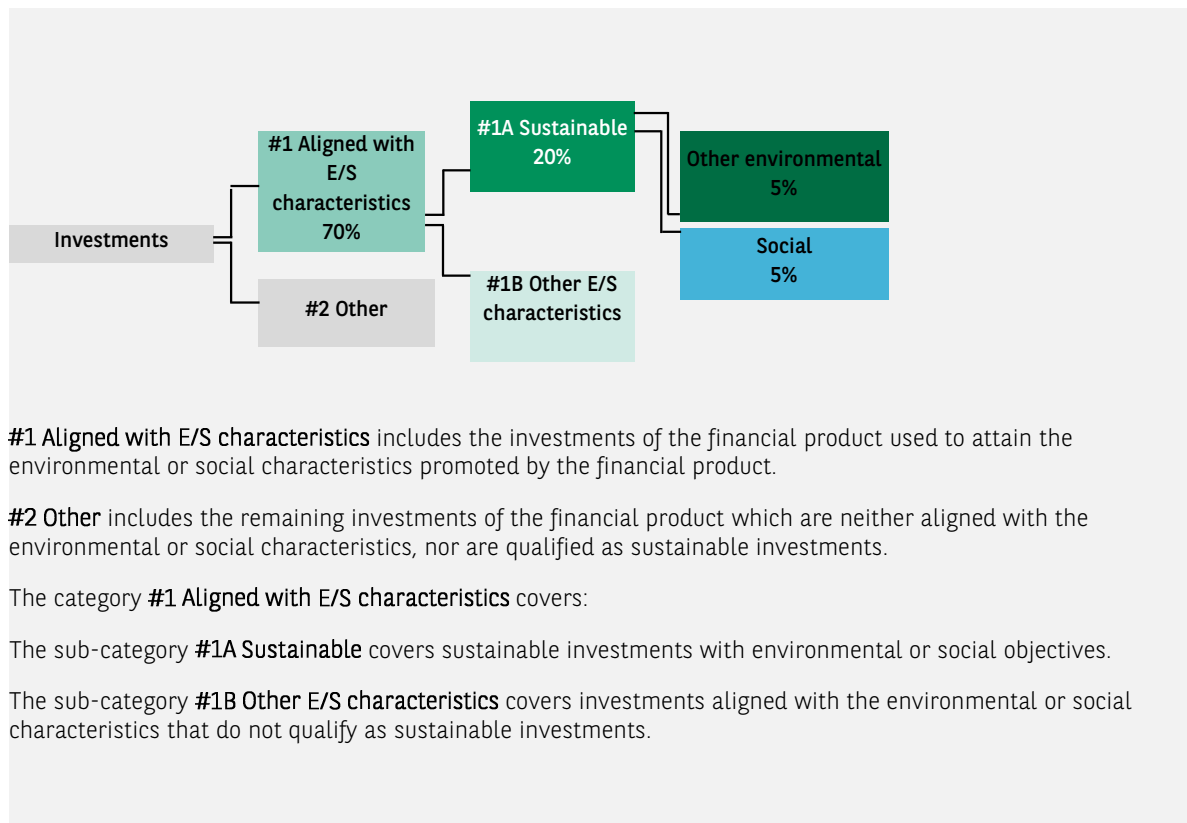 #1A Sustainable
20%
#1 Aligned with
E/S
characteristics
70%
Other environmental
5%
Investments
Social
5%
#1B Other E/S
characteristics
#2 Other
#1 Aligned with E/S characteristics includes the investments of the financial product used to attain the
environmental or social characteristics promoted by the financial product.
#2 Other includes the remaining investments of the financial product which are neither aligned with the
environmental or social characteristics, nor are qualified as sustainable investments.
The category #1 Aligned with E/S characteristics covers:
The sub-category #1A Sustainable covers sustainable investments with environmental or social objectives.
The sub-category #1B Other E/S characteristics covers investments aligned with the environmental or social
characteristics that do not qualify as sustainable investments.